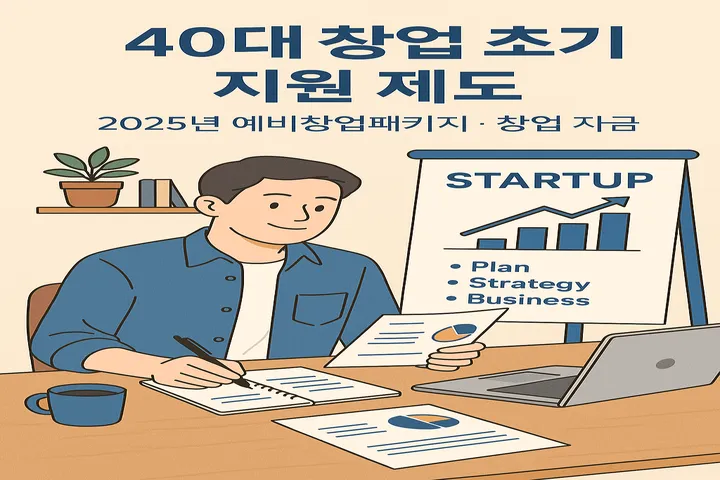 40대 창업 초기
지원 제도
2025년 예비창업패키지 · 창업 자금
STARTUP
• Plan
• Strategy
• Business